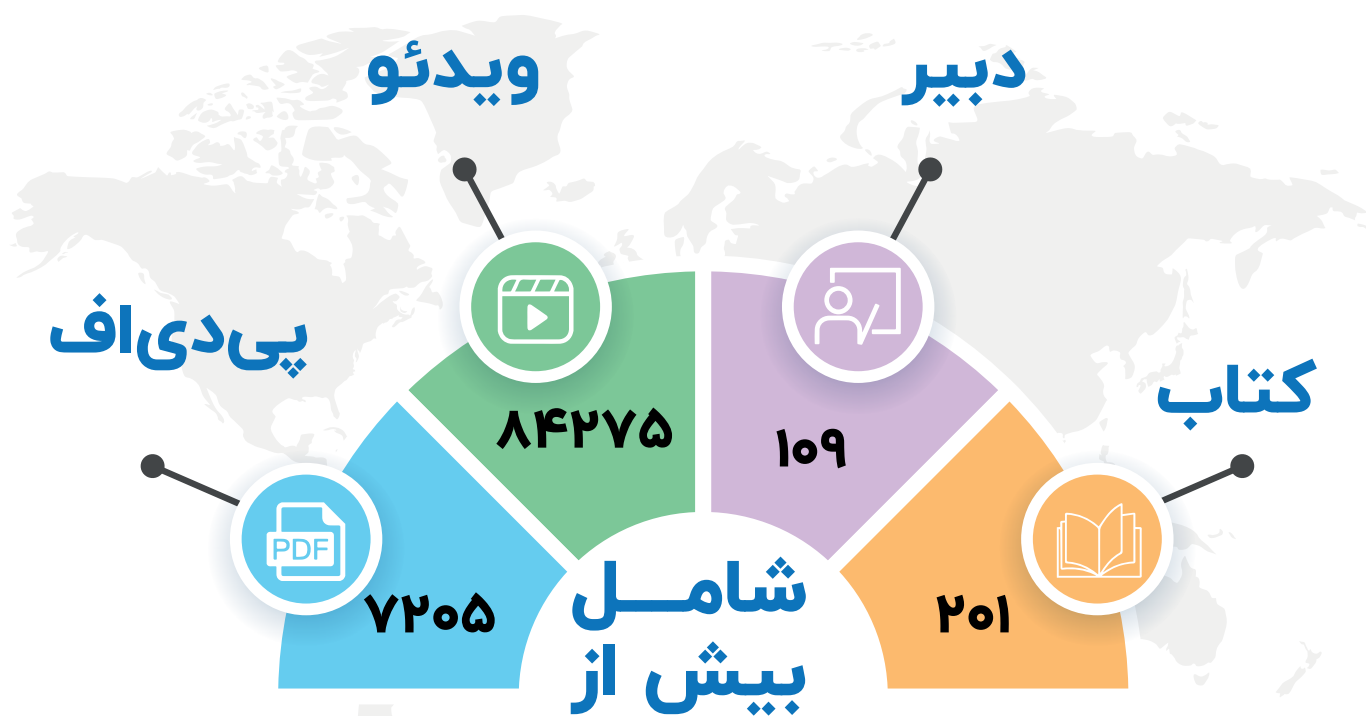 ویدئو
دبیر
پی‌دی‌اف
کتاب
۸۴۲۷۵
۱۰۹
PDF
۷۲۰۵
۲۰۱
شامـــل
بیش از